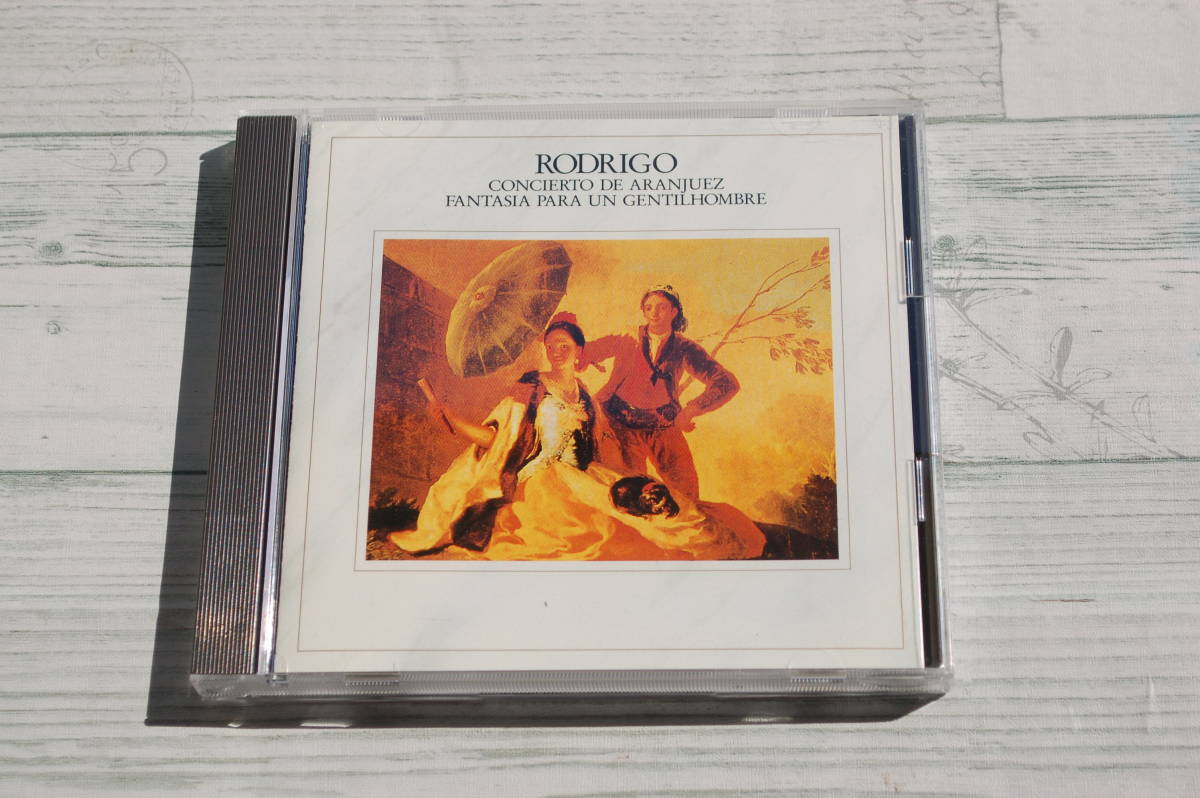 RODRIGO
CONCIERTO DE ARANJUEZ
FANTASIA PARA UN GENTILHOMBRE